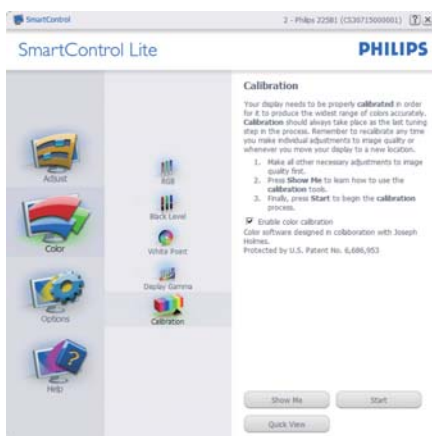 SmartControl
2 - Philips 225B1 (CS30715000001)
SmartControl Lite
PHILIPS
Adjust
Color
Options
Help
RGB
Black Level
White Point
Display Gamma
Calibration
Calibration
Your display needs to be properly calibrated in order
for it to produce the widest range of colors accurately.
Calibration should always take place as the last tuning
step in the process. Remember to recalibrate any time
you make individual adjustments to image quality or
whenever you move your display to a new location.
1. Make all other necessary adjustments to image
quality first.
2. Press Show Me to learn how to use the
calibration tools.
3. Finally, press Start to begin the calibration
process.
Enable color calibration
Color software designed in collaboration with Joseph
Holmes.
Protected by U.S. Patent No. 6,686,953
Show Me
Start
Quick View